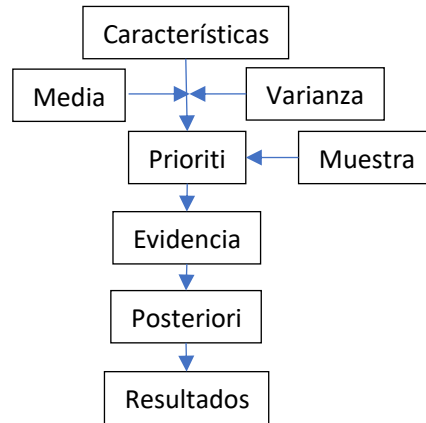 Características
Media
Varianza
Prioriti
Muestra
Evidencia
Posteriori
Resultados